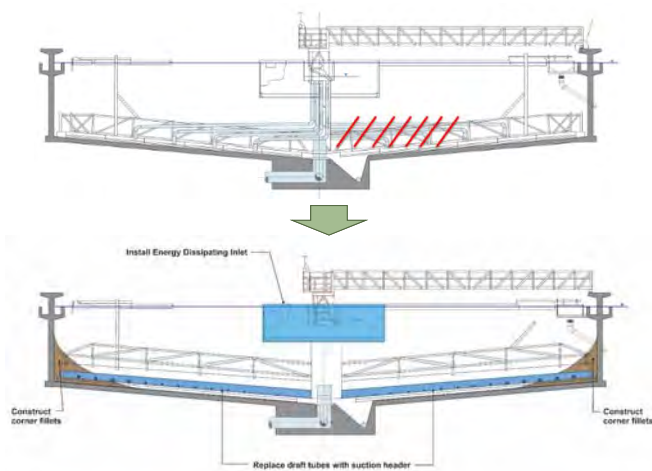 Install Energy Dissipating Inlet
Construct
corner fillets
Construct
corner fillets
Replace draft tubes with suction header